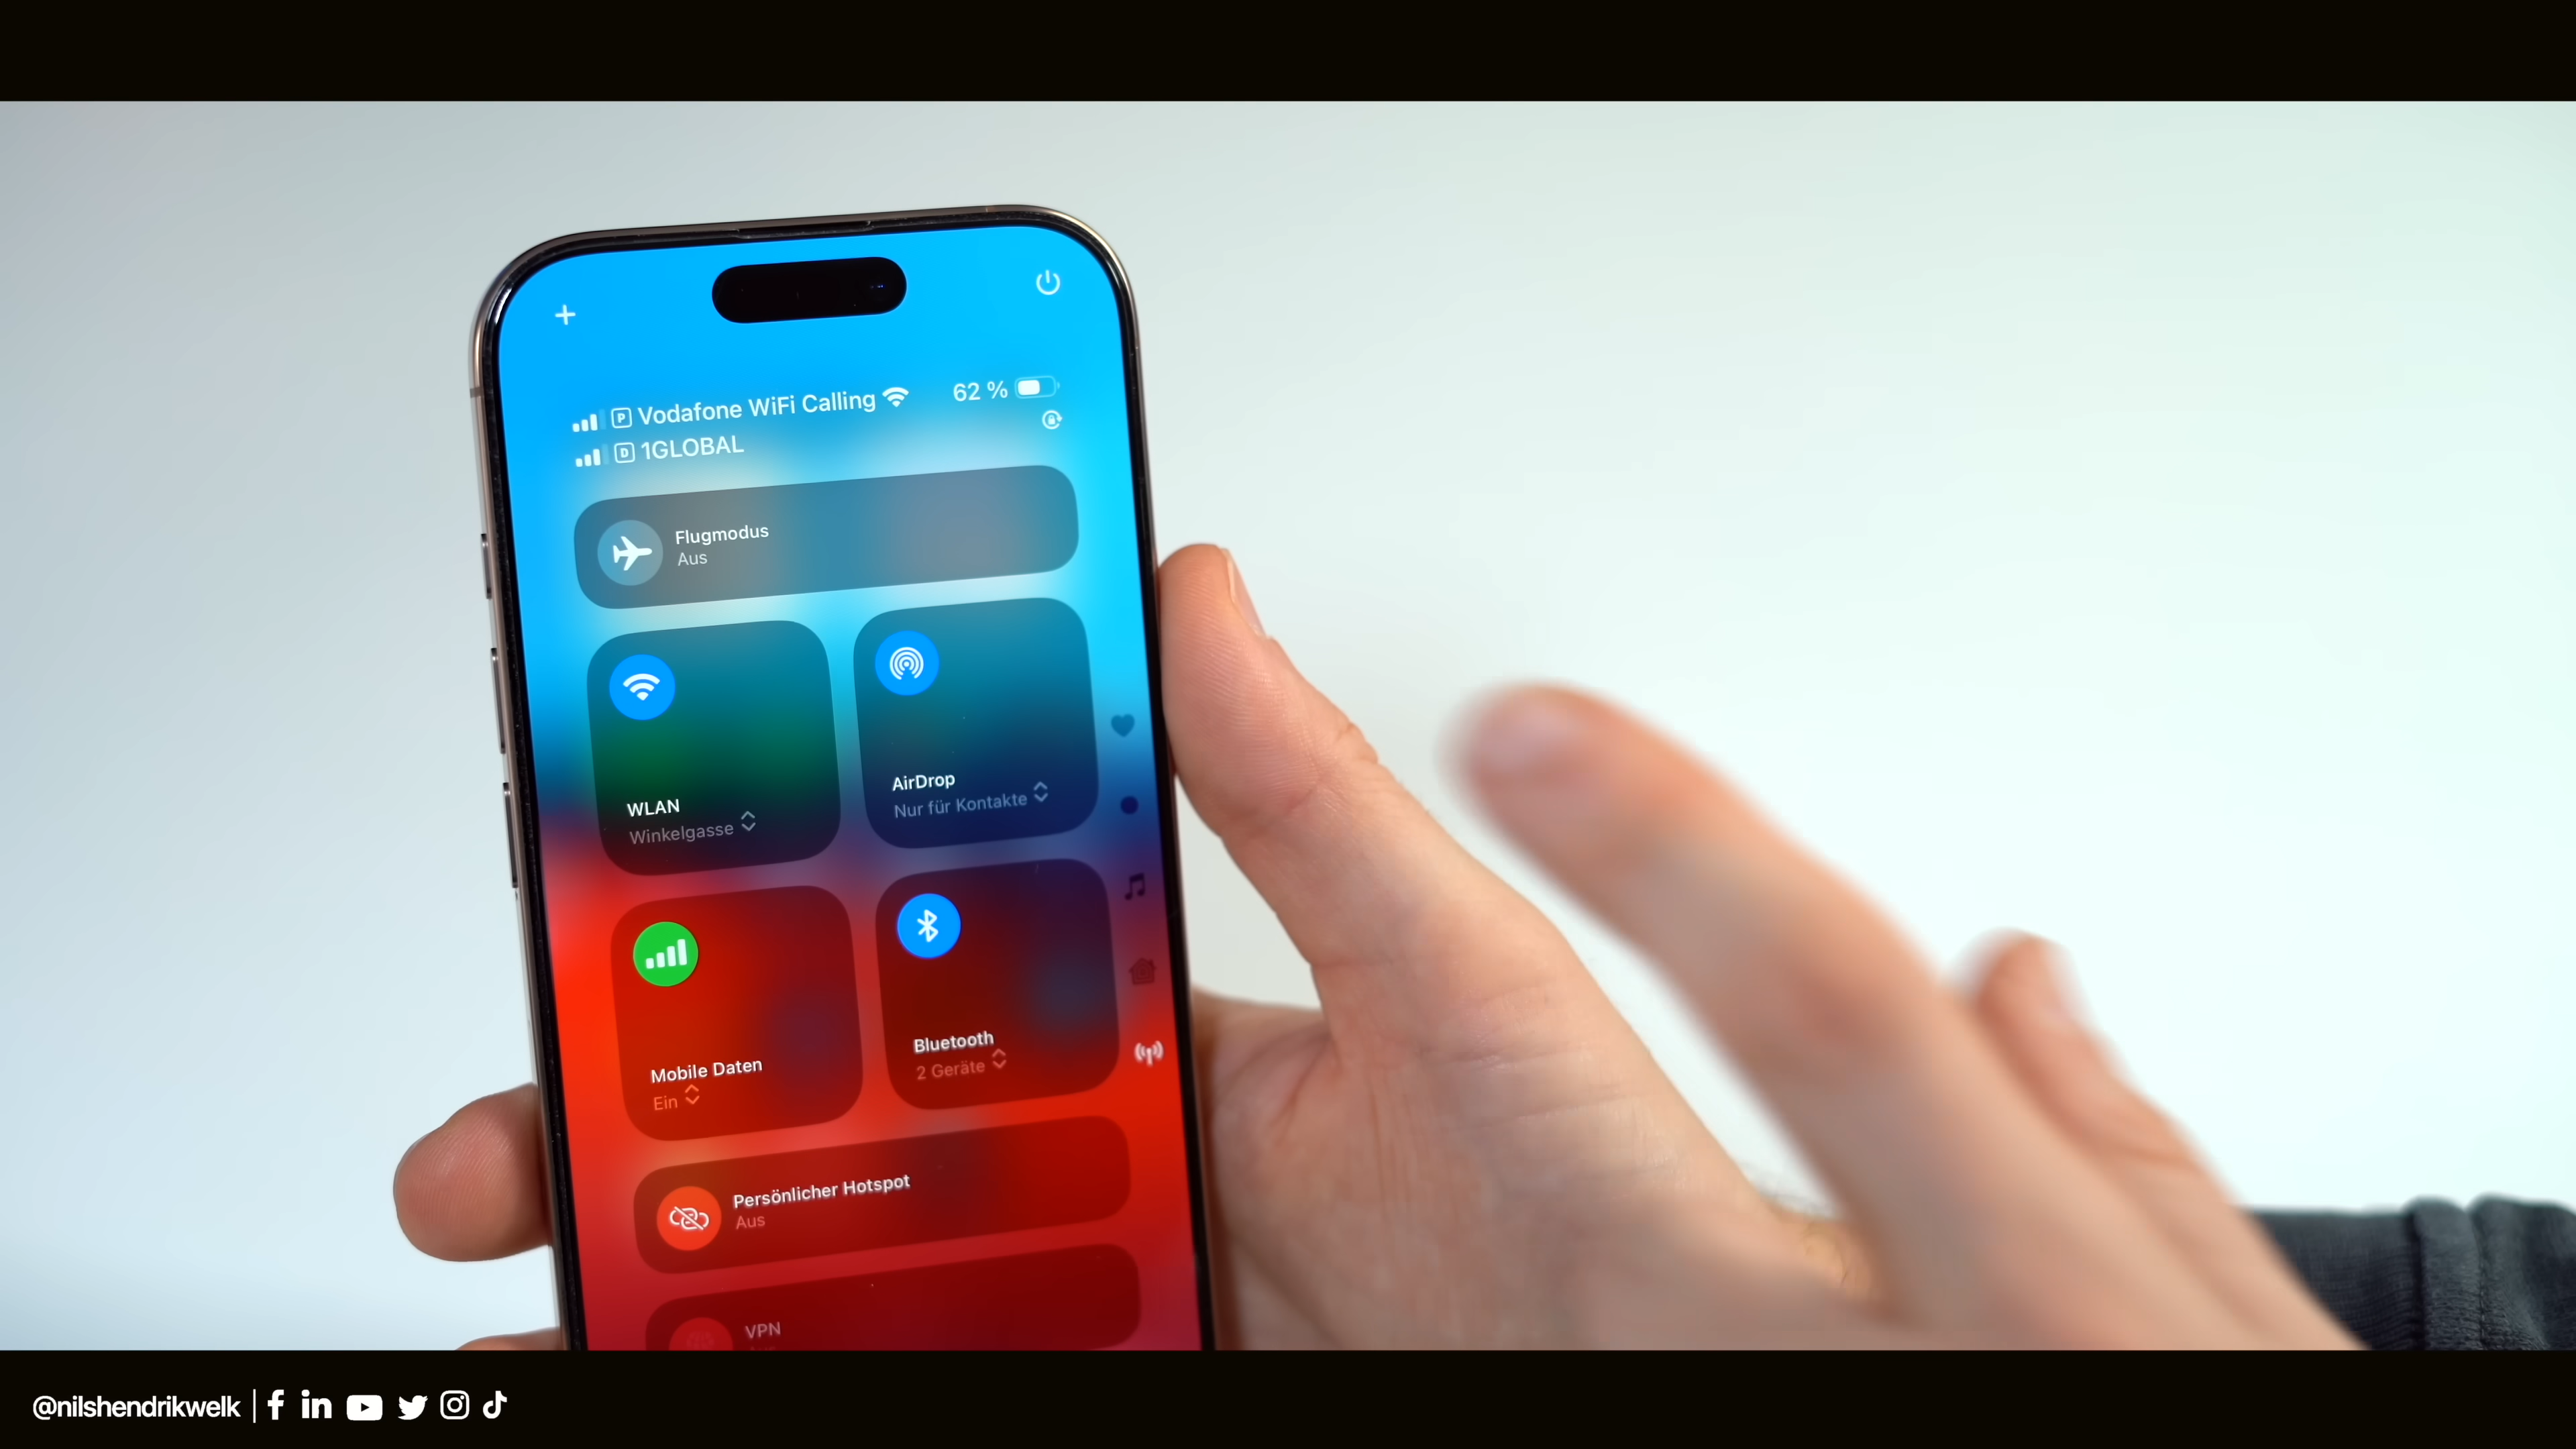 P Vodafone WiFi Calling 62 %
D 1GLOBAL
Flugmodus
Aus
WLAN
Winkelgasse
AirDrop
Nur für Kontakte
Mobile Daten
Ein
Bluetooth
2 Geräte
Persönlicher Hotspot
Aus
VPN
@nilshendrikwelk